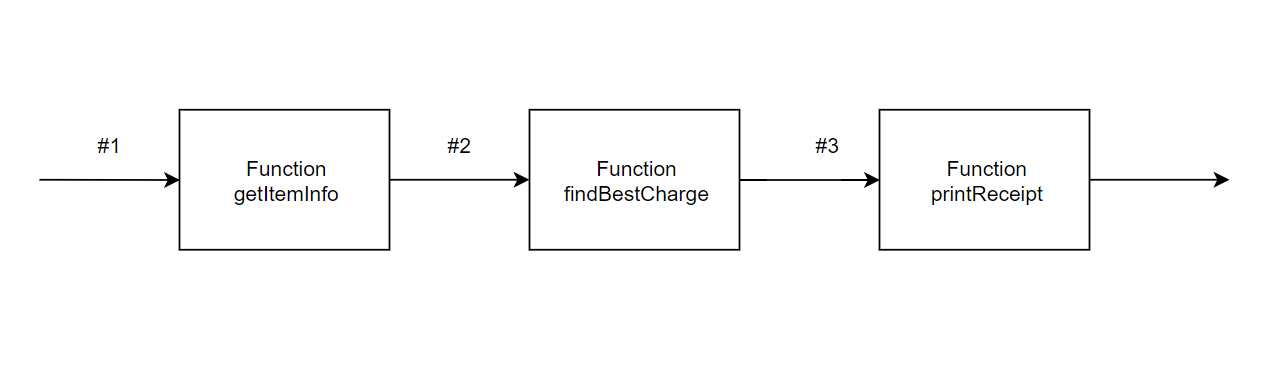 #1
#2
#3
Function
getItemInfo
Function
findBestCharge
Function
printReceipt